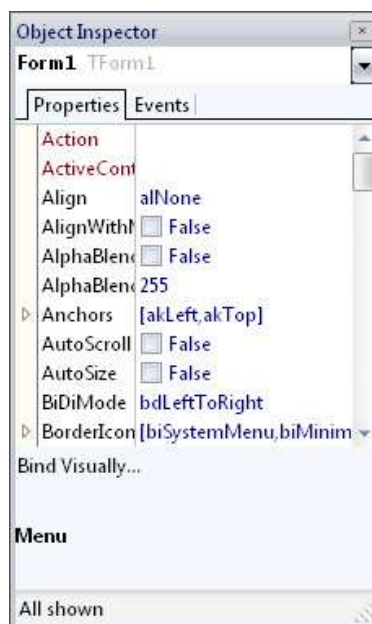 Object Inspector
Form1 TForm1
Properties Events
Action
ActiveCont
Align alNone
AlignWithM False
AlphaBlend False
AlphaBlend 255
Anchors [akLeft,akTop]
AutoScroll False
AutoSize False
BiDiMode bdLeftToRight
BorderIcon [biSystemMenu,biMinim
Bind Visually...
Menu
All shown